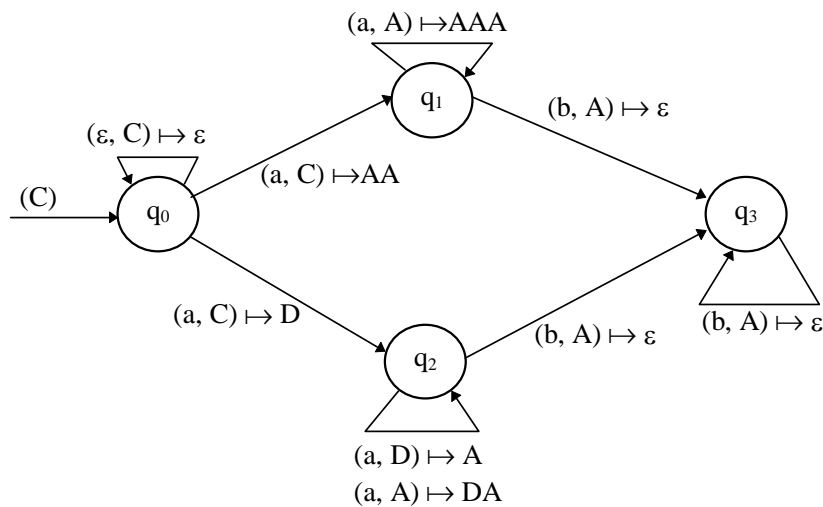 (a, A) ↦AAA
q₁
(b, A) ↦ ε
(ε, C) ↦ ε
(a, C) ↦AA
(C)
q₀
q₃
(a, C) ↦ D
(b, A) ↦ ε
(b, A) ↦ ε
q₂
(a, D) ↦ A
(a, A) ↦ DA